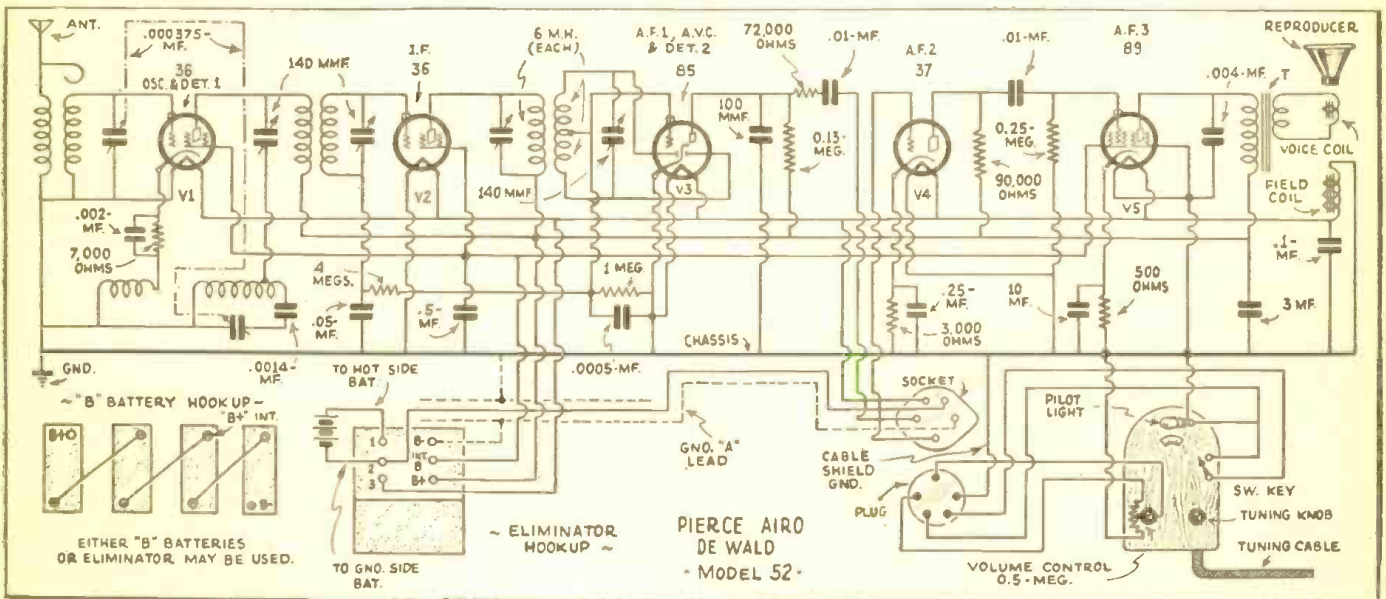 ANT.
.000375-
MF.
36
OSC. & DET. 1
140 MMF.
I.F.
36
6 M.H.
(EACH)
A.F.1, A.V.C.
& DET. 2
85
72,000
OHMS
.01-MF.
A.F.2
37
.01-MF.
A.F.3
89
REPRODUCER
.004-MF.
T
VOICE COIL
100
MMF.
0.13-
MEG.
0.25-
MEG.
90,000
OHMS
FIELD
COIL
V1
V2
140 MMF.
V3
V4
V5
.002-
MF.
7,000
OHMS
4
MEGS.
1 MEG.
.1-
MF.
.05-
MF.
.5-
MF.
.25-
MF.
3,000
OHMS
10
MF.
500
OHMS
3 MF.
CHASSIS
GND.
.0014-
MF.
TO HOT SIDE
BAT.
.0005-MF.
~"B" BATTERY HOOKUP~
"B+" INT.
B+
B-
1
2
3
B-
INT.
B
B+
GND. "A"
LEAD
SOCKET
CABLE
SHIELD
GND.
PLUG
PILOT
LIGHT
SW. KEY
TUNING KNOB
TUNING CABLE
VOLUME CONTROL
0.5-MEG.
EITHER "B" BATTERIES
OR ELIMINATOR MAY BE USED.
TO GND. SIDE
BAT.
~ ELIMINATOR
HOOKUP ~
PIERCE AIRO
DE WALD
- MODEL 52 -